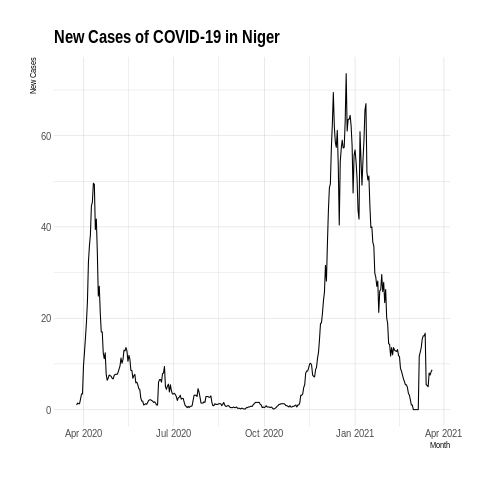 New Cases of COVID-19 in Niger
New Cases
60
40
20
0
Apr 2020
Jul 2020
Oct 2020
Jan 2021
Apr 2021
Month